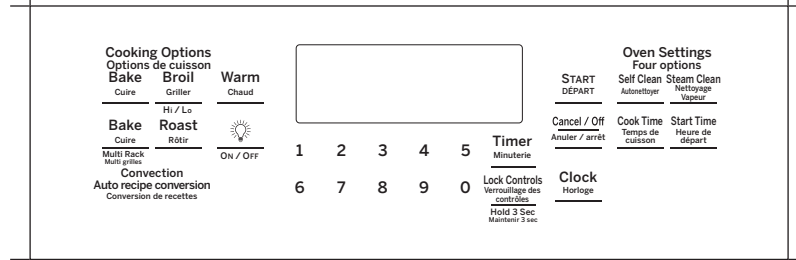 Cooking Options
Options de cuisson
Bake
Cuire
Broil
Griller
Hi / Lo
Warm
Chaud
Bake
Cuire
Multi Rack
Multi grilles
Roast
Rôtir
ON / OFF
Convection
Auto recipe conversion
Conversion de recettes
1 2 3 4 5
6 7 8 9 0
Timer
Minuterie
Lock Controls
Verrouillage des
contrôles
Hold 3 Sec
Maintenir 3 sec
START
DÉPART
Cancel / Off
Anuler / arrêt
Clock
Horloge
Oven Settings
Four options
Self Clean
Autonettoyer
Steam Clean
Nettoyage
Vapeur
Cook Time
Temps de
cuisson
Start Time
Heure de
départ